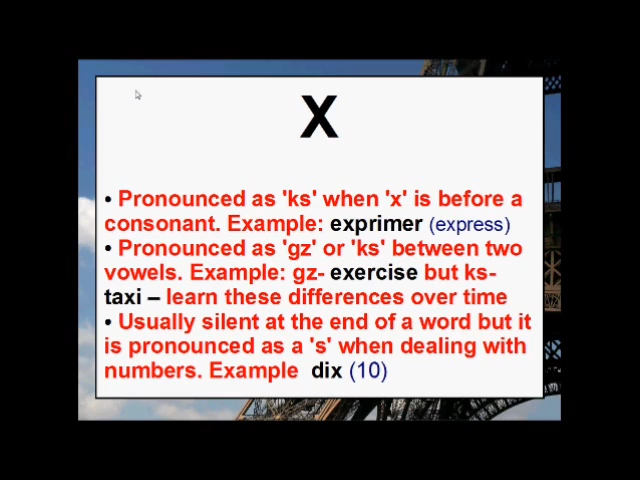 X
• Pronounced as 'ks' when 'x' is before a
consonant. Example: exprimer (express)
• Pronounced as 'gz' or 'ks' between two
vowels. Example: gz- exercise but ks-
taxi – learn these differences over time
• Usually silent at the end of a word but it
is pronounced as a 's' when dealing with
numbers. Example dix (10)